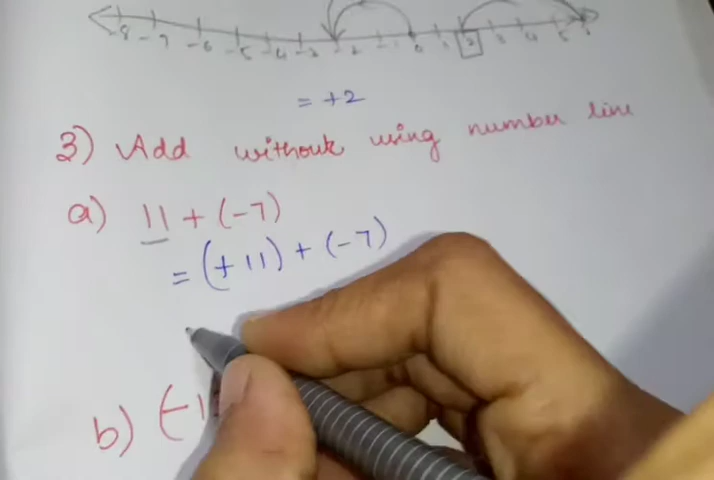 -8 -7 -6 -5 -4 -3 -2 -1 0 1 2 3 4 5
= +2
3) Add without using number line
a) 11 + (-7)
= (+11) + (-7)
b) (-1